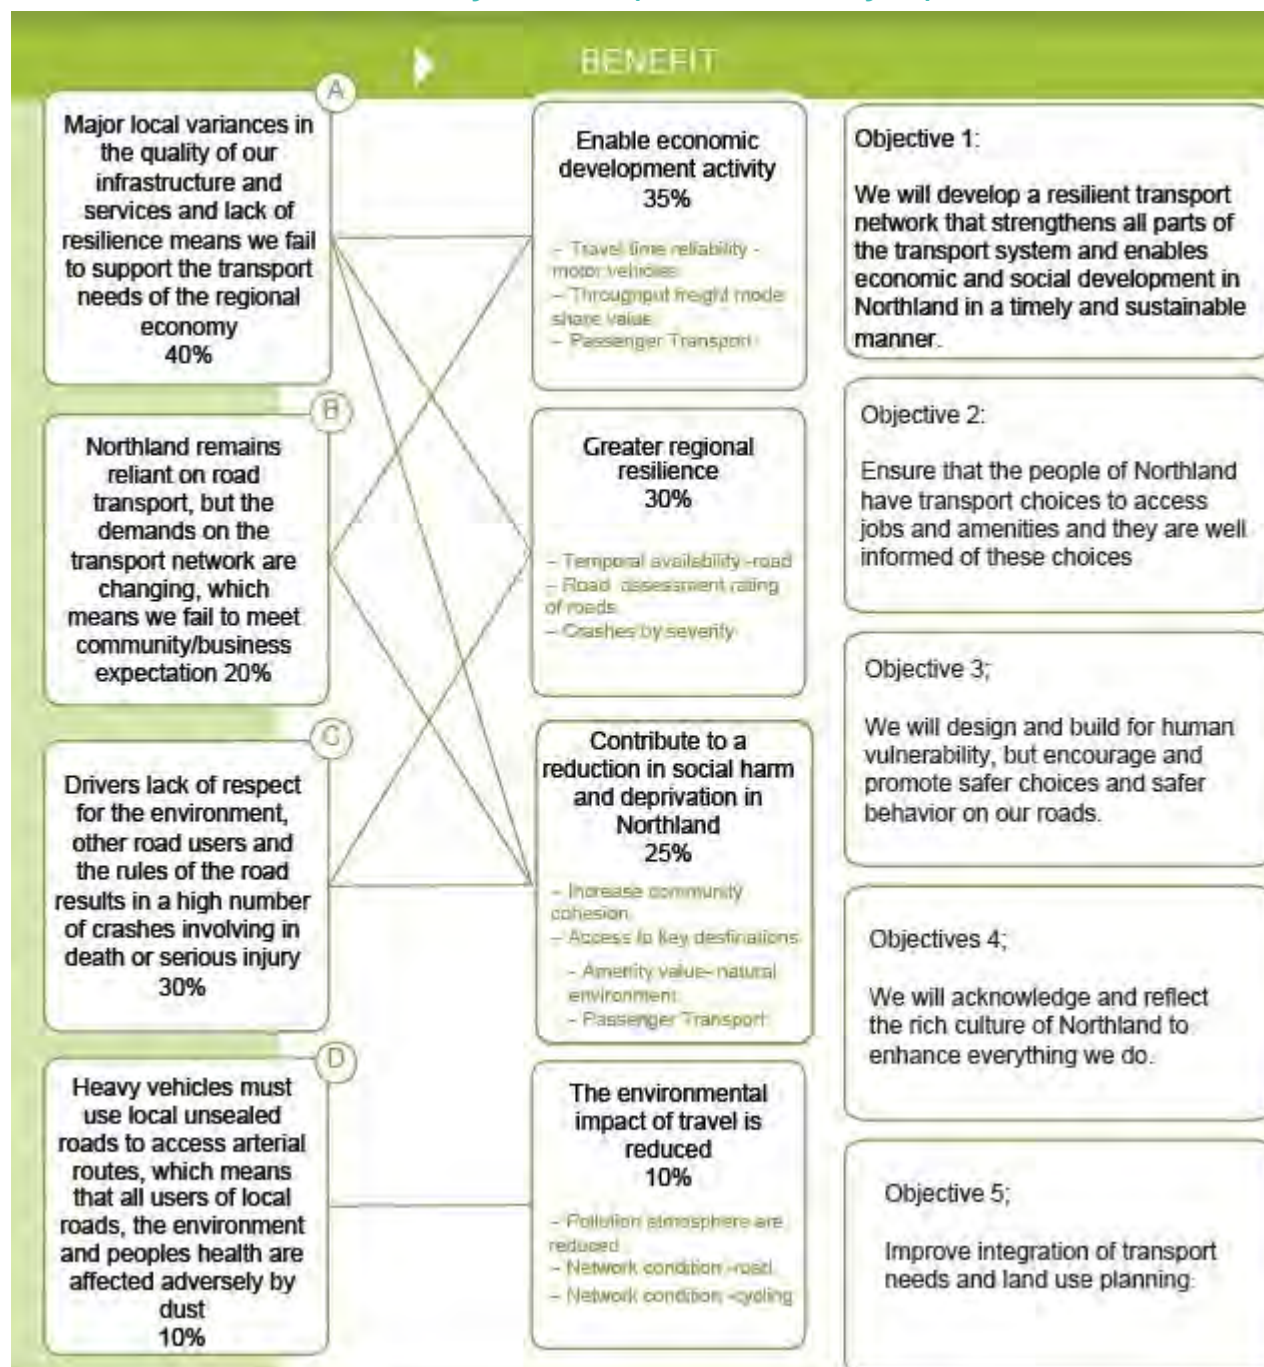 BENEFIT
A
Major local variances in
the quality of our
infrastructure and
services and lack of
resilience means we fail
to support the transport
needs of the regional
economy
40%
B
Northland remains
reliant on road
transport, but the
demands on the
transport network are
changing, which
means we fail to meet
community/business
expectation 20%
C
Drivers lack of respect
for the environment,
other road users and
the rules of the road
results in a high number
of crashes involving in
death or serious injury
30%
D
Heavy vehicles must
use local unsealed
roads to access arterial
routes, which means
that all users of local
roads, the environment
and peoples health are
affected adversely by
dust
10%
Enable economic
development activity
35%
– Travel time reliability -
motor vehicles
– Throughput freight mode
share value
– Passenger Transport
Greater regional
resilience
30%
– Temporal availability -road
– Road assessment rating
of roads
– Crashes by severity
Contribute to a
reduction in social harm
and deprivation in
Northland
25%
– Increase community
cohesion
– Access to key destinations
– Amenity value- natural
environment
– Passenger Transport
The environmental
impact of travel is
reduced
10%
– Pollution atmosphere are
reduced
– Network condition -road
– Network condition -cycling
Objective 1:
We will develop a resilient transport
network that strengthens all parts of
the transport system and enables
economic and social development in
Northland in a timely and sustainable
manner.
Objective 2:
Ensure that the people of Northland
have transport choices to access
jobs and amenities and they are well
informed of these choices
Objective 3;
We will design and build for human
vulnerability, but encourage and
promote safer choices and safer
behavior on our roads.
Objectives 4;
We will acknowledge and reflect
the rich culture of Northland to
enhance everything we do.
Objective 5;
Improve integration of transport
needs and land use planning.